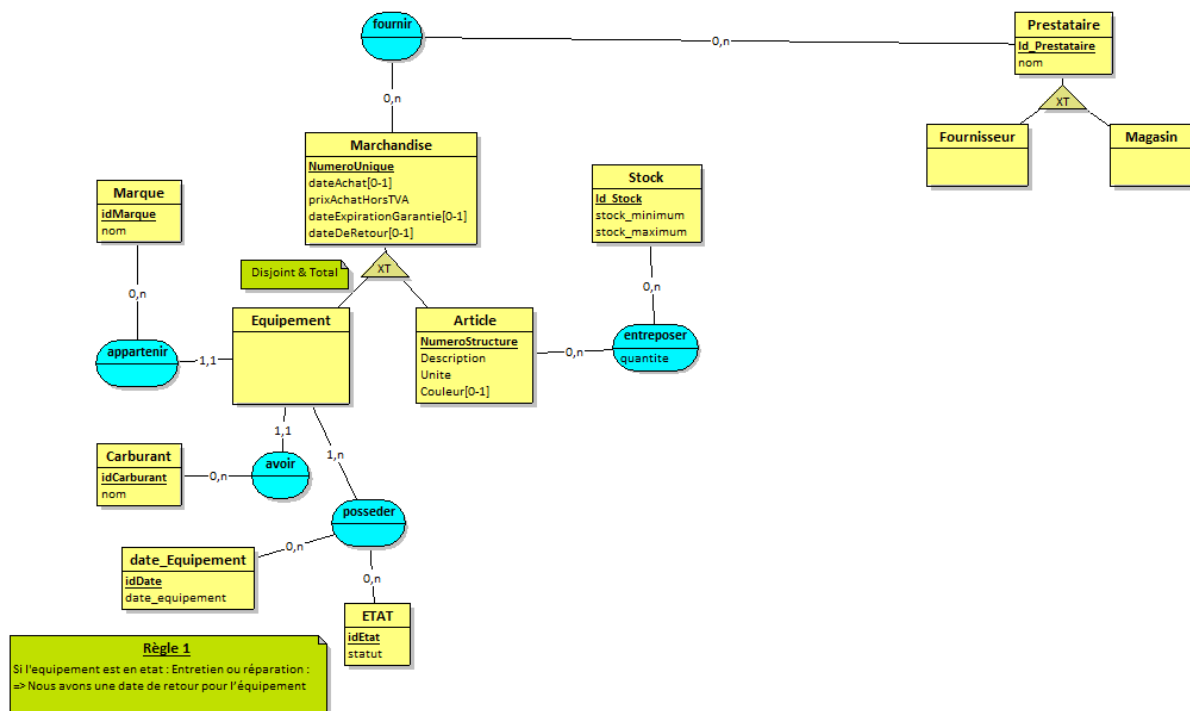 fournir
0,n
Prestataire
Id_Prestataire
nom
XT
Fournisseur
Magasin
0,n
Marchandise
NumeroUnique
dateAchat[0-1]
prixAchatHorsTVA
dateExpirationGarantie[0-1]
dateDeRetour[0-1]
Marque
idMarque
nom
Stock
Id_Stock
stock_minimum
stock_maximum
Disjoint & Total
XT
0,n
0,n
Equipement
Article
NumeroStructure
Description
Unite
Couleur[0-1]
entreposer
quantite
0,n
appartenir
1,1
1,1
1,n
Carburant
idCarburant
nom
0,n
avoir
posseder
0,n
0,n
date_Equipement
idDate
date_equipement
ETAT
idEtat
statut
Règle 1
Si l'equipement est en etat : Entretien ou réparation :
=> Nous avons une date de retour pour l'équipement